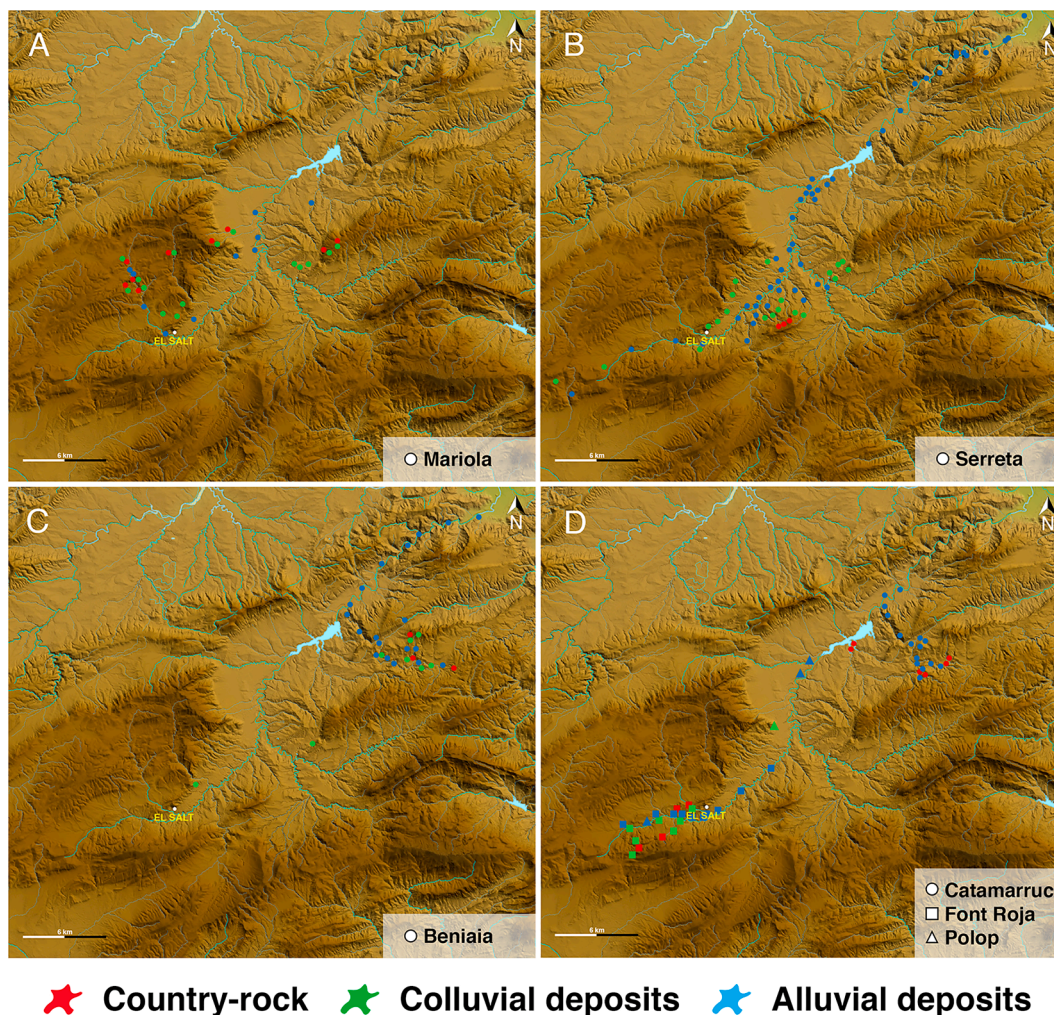 A
N
EL SALT
6 km
Mariola
B
N
EL SALT
6 km
Serreta
C
N
EL SALT
6 km
Beniaia
D
N
EL SALT
6 km
Catamarruc
Font Roja
Polop
Country-rock Colluvial deposits Alluvial deposits